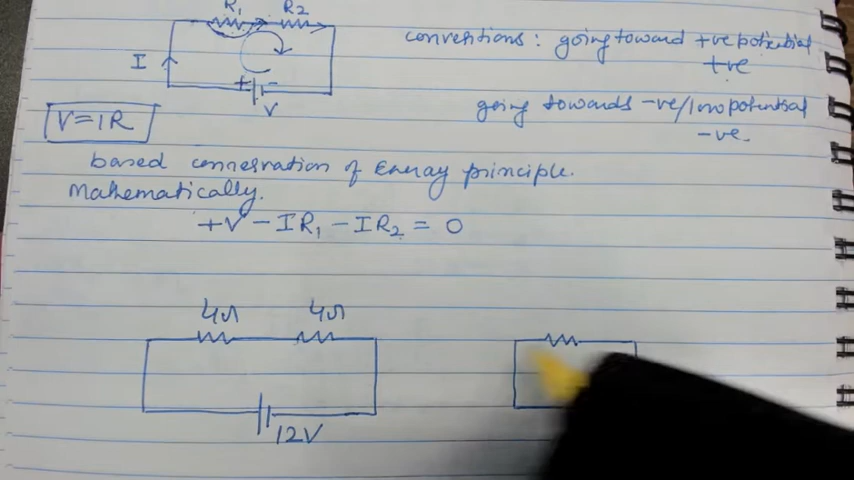 R1 R2
conventions: going toward +ve potential
+ve
I
+ -
V
going towards -ve/low potential
-ve.
V=IR
based conservation of Energy principle.
Mathematically.
+V - IR1 - IR2 = 0
4Ω 4Ω
12V